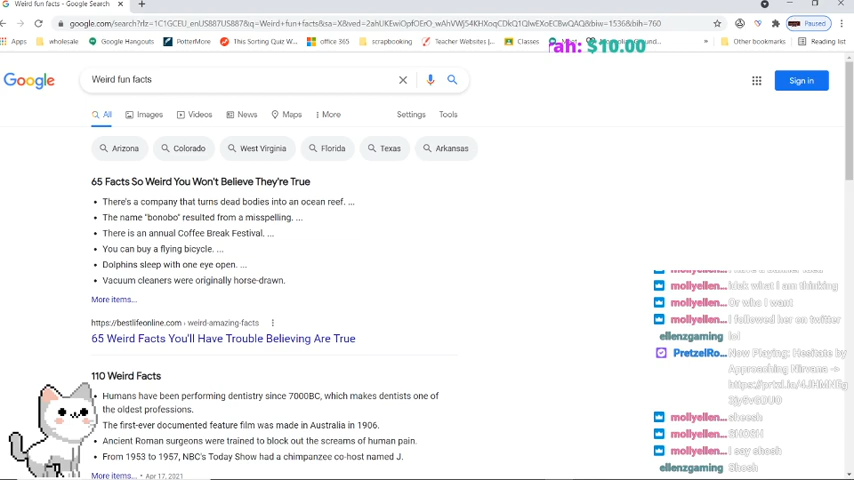 Weird fun facts - Google Search
google.com/search?rlz=1C1GCEU_enUS887US887&q=Weird+fun+facts&sa=X&ved=2ahUKEwiOpfOErO_wAhVWj54KHXoqCDkQ1QIwEXoECBwQAQ&biw=1536&bih=760
Paused
Apps wholesale Google Hangouts PotterMore This Sorting Quiz W... office 365 scrapbooking Teacher Websites |... Classes Other bookmarks Reading list
rah: $10.00
Google
Weird fun facts
Sign in
All Images Videos News Maps More Settings Tools
Arizona Colorado West Virginia Florida Texas Arkansas
65 Facts So Weird You Won't Believe They're True
• There's a company that turns dead bodies into an ocean reef. ...
• The name "bonobo" resulted from a misspelling. ...
• There is an annual Coffee Break Festival. ...
• You can buy a flying bicycle. ...
• Dolphins sleep with one eye open. ...
• Vacuum cleaners were originally horse-drawn.
More items...
https://bestlifeonline.com › weird-amazing-facts
65 Weird Facts You'll Have Trouble Believing Are True
110 Weird Facts
• Humans have been performing dentistry since 7000BC, which makes dentists one of
the oldest professions.
• The first-ever documented feature film was made in Australia in 1906.
• Ancient Roman surgeons were trained to block out the screams of human pain.
• From 1953 to 1957, NBC's Today Show had a chimpanzee co-host named J.
More items... • Apr 17, 2021
mollyellen...
mollyellen... idek what I am thinking
mollyellen... Or who I want
mollyellen... I followed her on twitter
ellenzgaming lol
PretzelRo... Now Playing: Hesitate by
Approaching Nirvana ->
mollyellen... sheesh
mollyellen... SHOSH
mollyellen... I say shosh
ellenzgaming Shosh